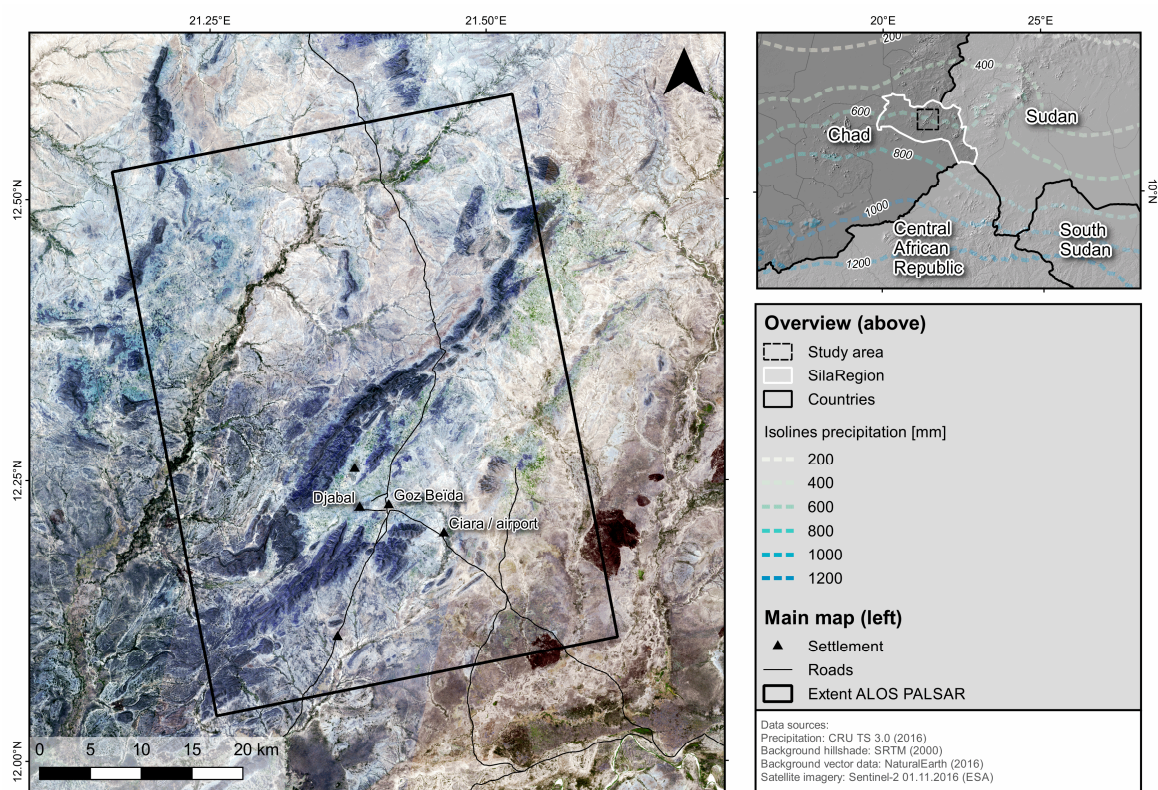 21.25°E
21.50°E
12.50°N
12.25°N
12.00°N
Djabal
Goz Beïda
Ciara / airport
0 5 10 15 20 km
20°E
25°E
10°N
200
400
600
800
1000
1200
Chad
Sudan
Central
African
Republic
South
Sudan
Overview (above)
Study area
SilaRegion
Countries
Isolines precipitation [mm]
200
400
600
800
1000
1200
Main map (left)
Settlement
Roads
Extent ALOS PALSAR
Data sources:
Precipitation: CRU TS 3.0 (2016)
Background hillshade: SRTM (2000)
Background vector data: NaturalEarth (2016)
Satellite imagery: Sentinel-2 01.11.2016 (ESA)